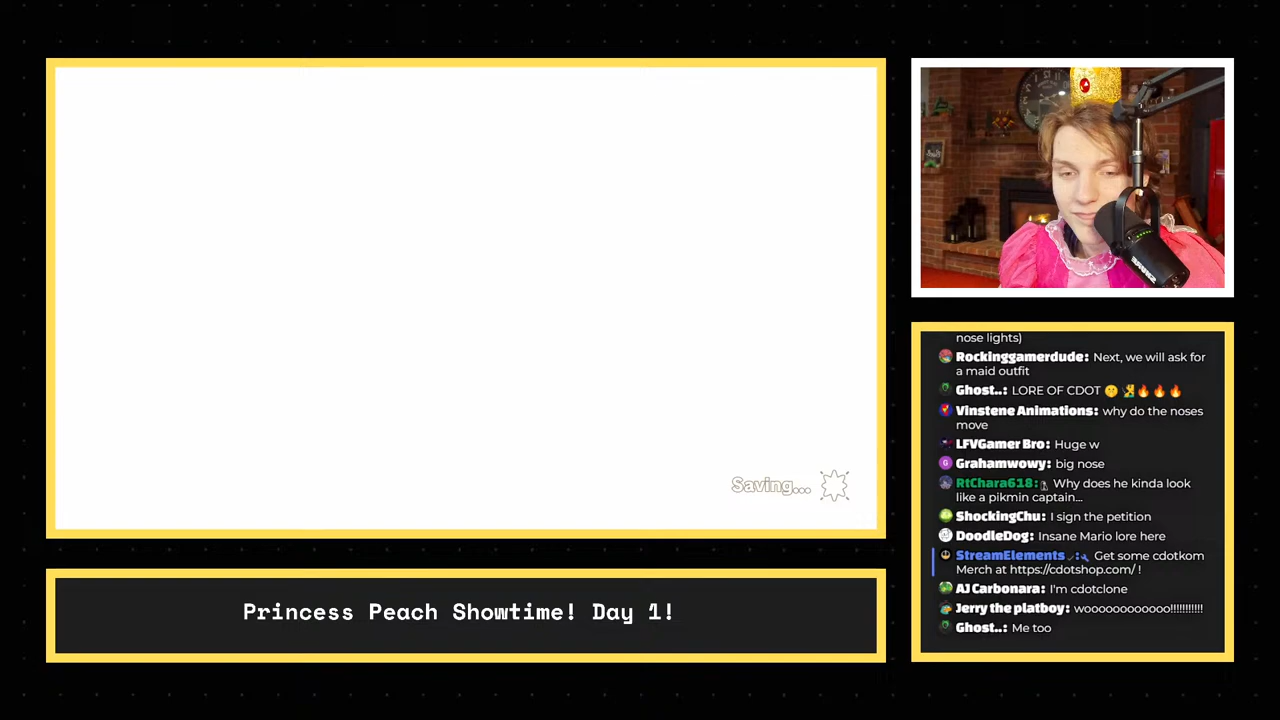 Saving...
Princess Peach Showtime! Day 1!
nose lights)
Rockinggamerdude: Next, we will ask for
a maid outfit
Ghost..: LORE OF CDOT 🤫 🧏‍♂️🔥🔥🔥
Vinstene Animations: why do the noses
move
LFVGamer Bro: Huge w
Grahamwowy: big nose
RtChara618: Why does he kinda look
like a pikmin captain...
ShockingChu: I sign the petition
DoodleDog: Insane Mario lore here
StreamElements: Get some cdotkom
Merch at https://cdotshop.com/ !
AJ Carbonara: I'm cdotclone
Jerry the platboy: woooooooooooo!!!!!!!!!!!
Ghost..: Me too